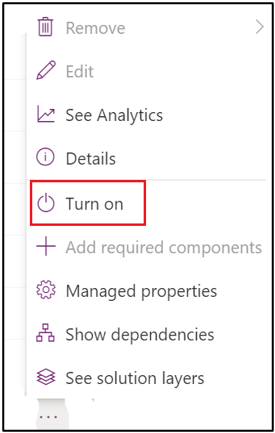 Remove
Edit
See Analytics
Details
Turn on
Add required components
Managed properties
Show dependencies
See solution layers